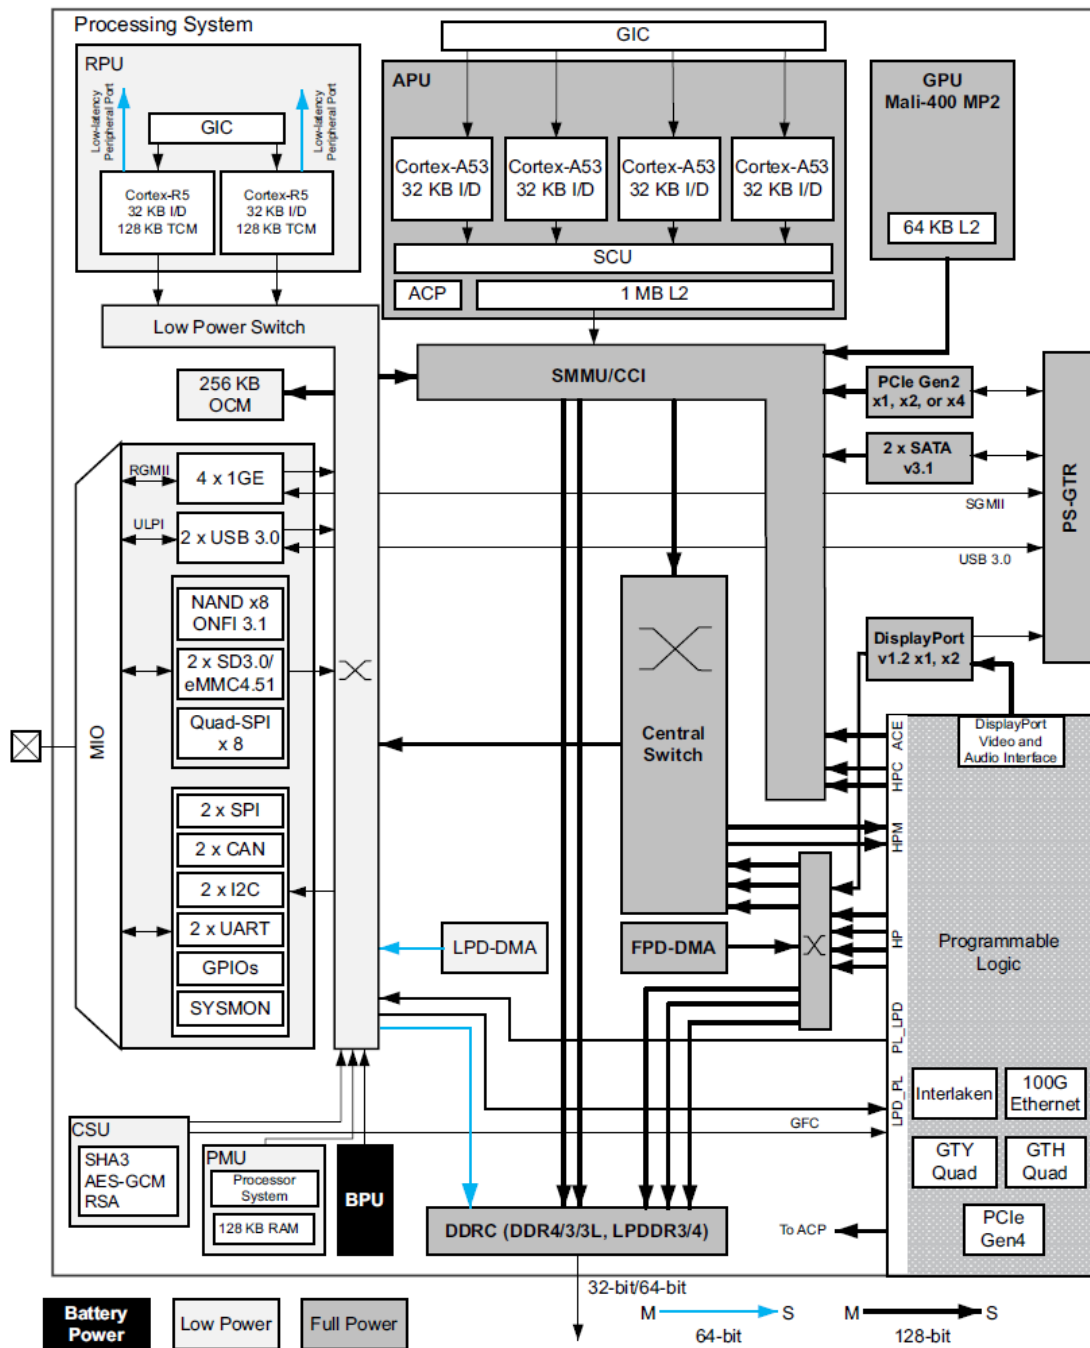 Processing System
RPU
Low-latency
Peripheral Port
Low-latency
Peripheral Port
GIC
Cortex-R5
32 KB I/D
128 KB TCM
Cortex-R5
32 KB I/D
128 KB TCM
GIC
APU
Cortex-A53
32 KB I/D
Cortex-A53
32 KB I/D
Cortex-A53
32 KB I/D
Cortex-A53
32 KB I/D
SCU
ACP
1 MB L2
GPU
Mali-400 MP2
64 KB L2
Low Power Switch
256 KB
OCM
SMMU/CCI
PCIe Gen2
x1, x2, or x4
2 x SATA
v3.1
PS-GTR
SGMII
USB 3.0
MIO
RGMII
4 x 1GE
ULPI
2 x USB 3.0
NAND x8
ONFI 3.1
2 x SD3.0/
eMMC4.51
Quad-SPI
x 8
2 x SPI
2 x CAN
2 x I2C
2 x UART
GPIOs
SYSMON
Central
Switch
DisplayPort
v1.2 x1, x2
DisplayPort
Video and
Audio Interface
ACE
HPC
HPM
HP
PL_LPD
LPD_PL
Programmable
Logic
LPD-DMA
FPD-DMA
Interlaken
100G
Ethernet
GTY
Quad
GTH
Quad
PCIe
Gen4
GFC
To ACP
CSU
SHA3
AES-GCM
RSA
PMU
Processor
System
128 KB RAM
BPU
DDRC (DDR4/3/3L, LPDDR3/4)
32-bit/64-bit
Battery
Power
Low Power
Full Power
M
S
64-bit
M
S
128-bit